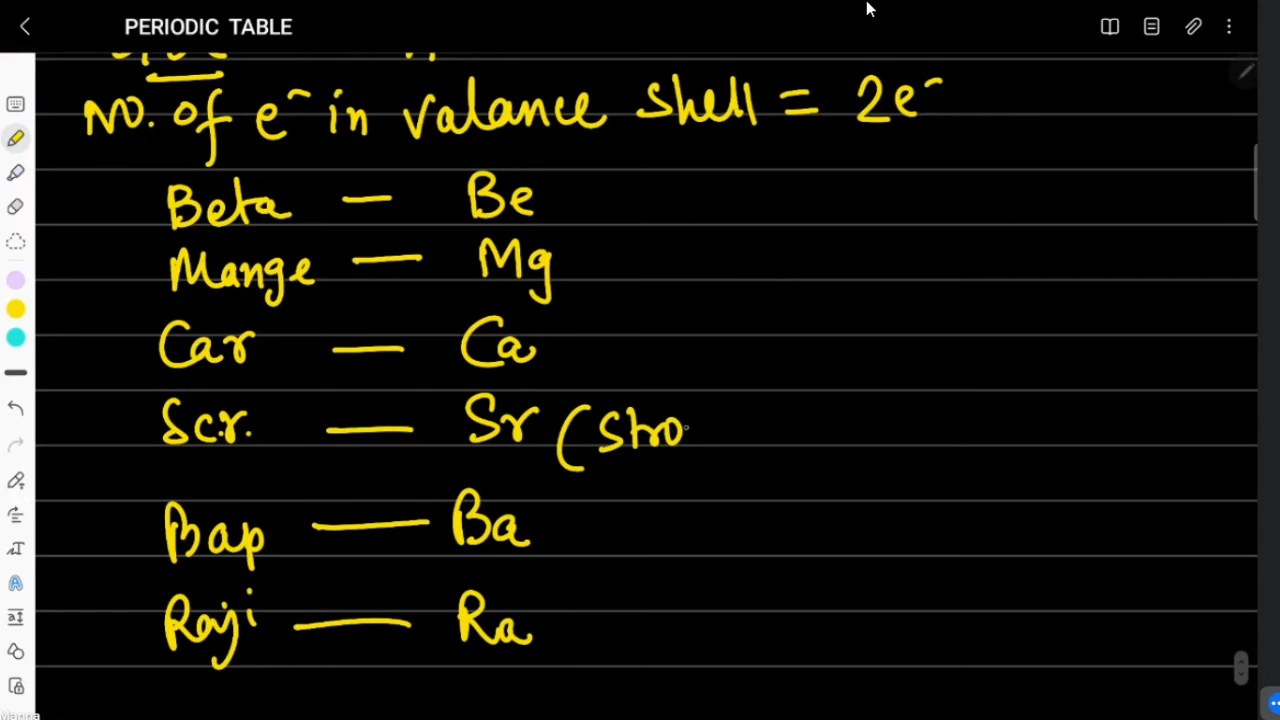 PERIODIC TABLE
NO. of e⁻ in valance shell = 2e⁻
Beta — Be
Mange — Mg
Car — Ca
Scr. — Sr (Stro
Bap — Ba
Raji — Ra
Manna